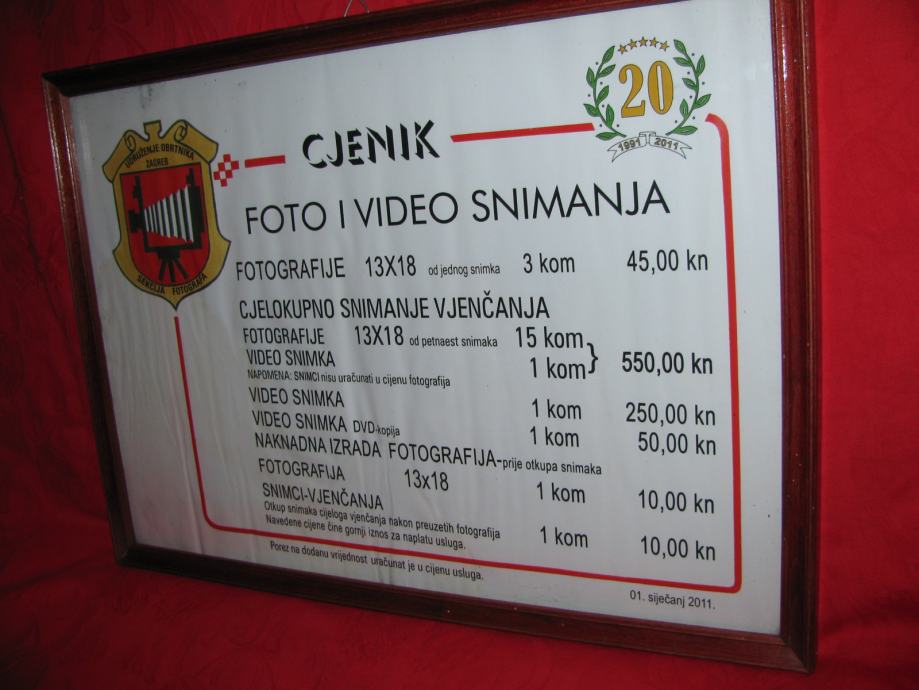 UDRUŽENJE OBRTNIKA
ZAGREB
SEKCIJA FOTOGRAFA
20
1991 2011
CJENIK
FOTO I VIDEO SNIMANJA
FOTOGRAFIJE 13X18 od jednog snimka 3 kom 45,00 kn
CJELOKUPNO SNIMANJE VJENČANJA
FOTOGRAFIJE 13X18 od petnaest snimaka 15 kom
VIDEO SNIMKA 1 kom } 550,00 kn
NAPOMENA: SNIMCI nisu uračunati u cijenu fotografija
VIDEO SNIMKA 1 kom 250,00 kn
VIDEO SNIMKA DVD-kopija 1 kom 50,00 kn
NAKNADNA IZRADA FOTOGRAFIJA-prije otkupa snimaka
FOTOGRAFIJA 13x18 1 kom 10,00 kn
SNIMCI-VJENČANJA
Otkup snimaka cijeloga vjenčanja nakon preuzetih fotografija 1 kom 10,00 kn
Navedene cijene čine gornji iznos za naplatu usluga.
Porez na dodanu vrijednost uračunat je u cijenu usluga.
01. siječanj 2011.